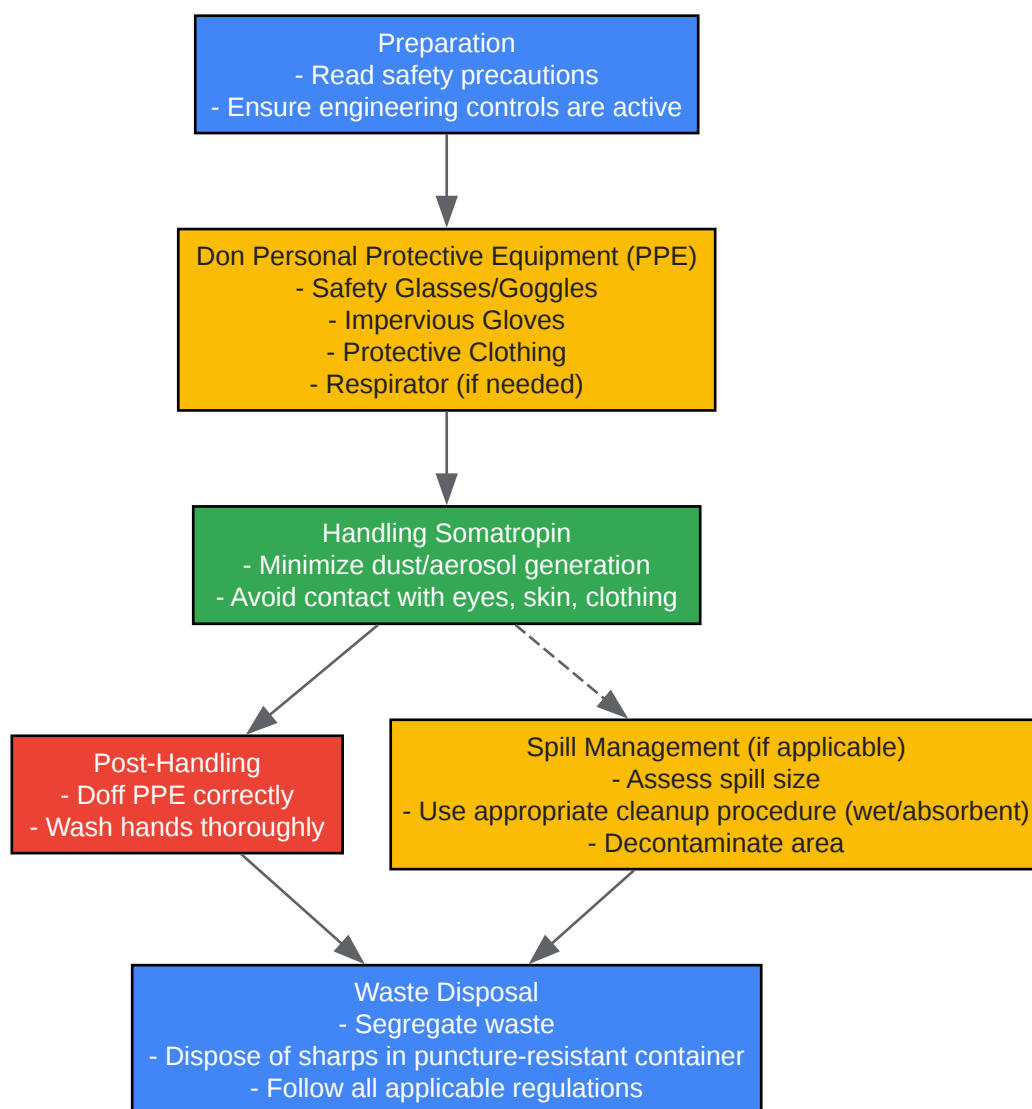 Preparation
- Read safety precautions
- Ensure engineering controls are active
Don Personal Protective Equipment (PPE)
- Safety Glasses/Goggles
- Impervious Gloves
- Protective Clothing
- Respirator (if needed)
Handling Somatropin
- Minimize dust/aerosol generation
- Avoid contact with eyes, skin, clothing
Post-Handling
- Doff PPE correctly
- Wash hands thoroughly
Spill Management (if applicable)
- Assess spill size
- Use appropriate cleanup procedure (wet/absorbent)
- Decontaminate area
Waste Disposal
- Segregate waste
- Dispose of sharps in puncture-resistant container
- Follow all applicable regulations